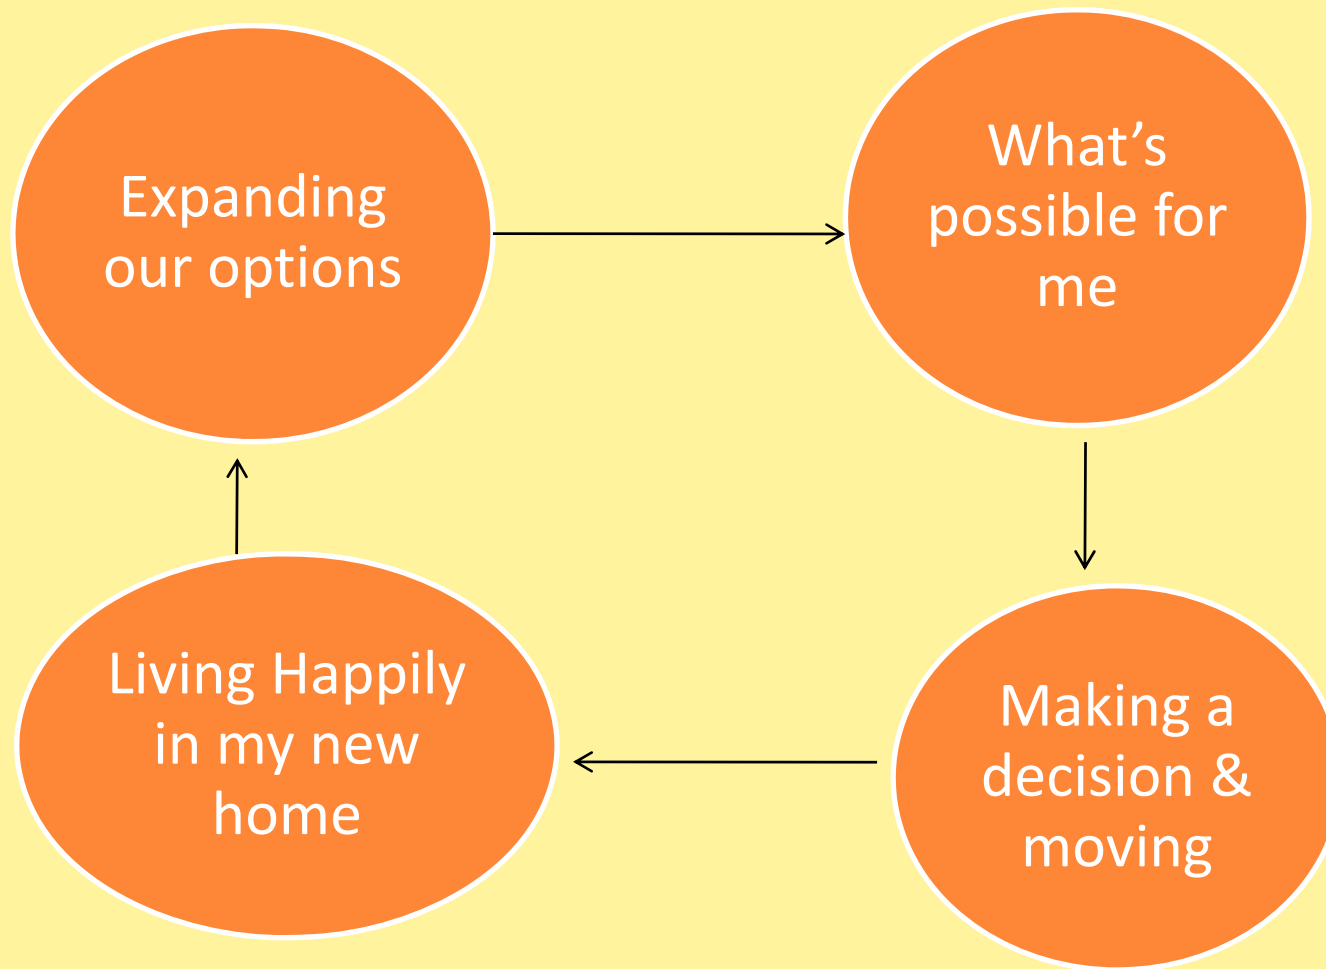 Expanding
our options
What’s
possible for
me
Living Happily
in my new
home
Making a
decision &
moving